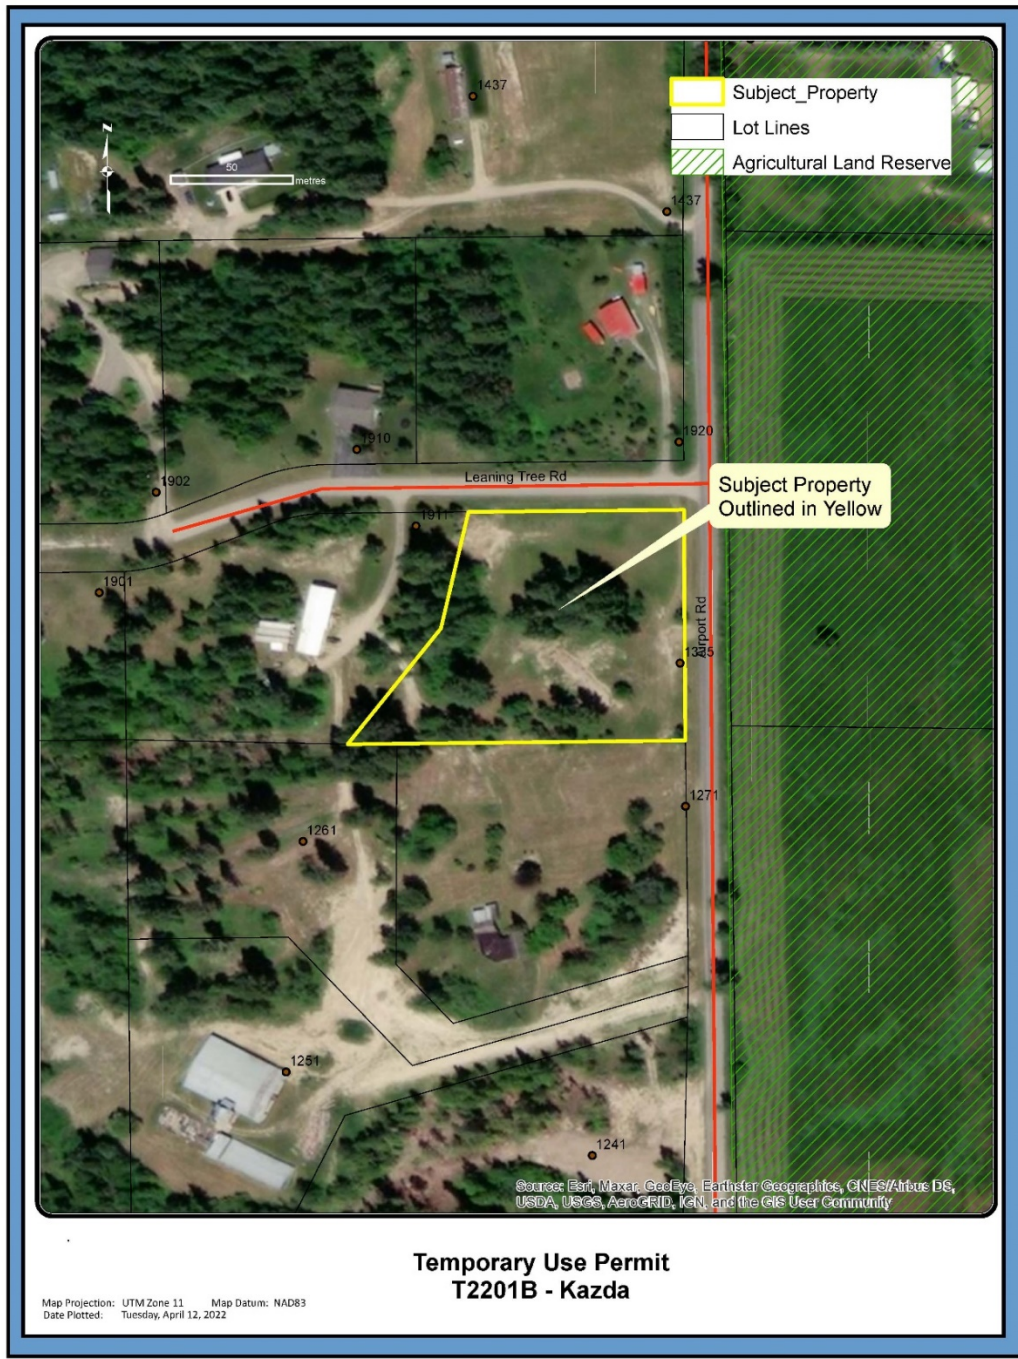 1437
Subject_Property
Lot Lines
Agricultural Land Reserve
N
50
metres
1437
1910
1920
1902
Leaning Tree Rd
Subject Property
Outlined in Yellow
1911
1901
Airport Rd
1271
1261
1251
1241
Source: Esri, Maxar, GeoEye, Earthstar Geographics, CNES/Airbus DS,
USDA, USGS, AeroGRID, IGN, and the GIS User Community
Temporary Use Permit
T2201B - Kazda
Map Projection: UTM Zone 11 Map Datum: NAD83
Date Plotted: Tuesday, April 12, 2022